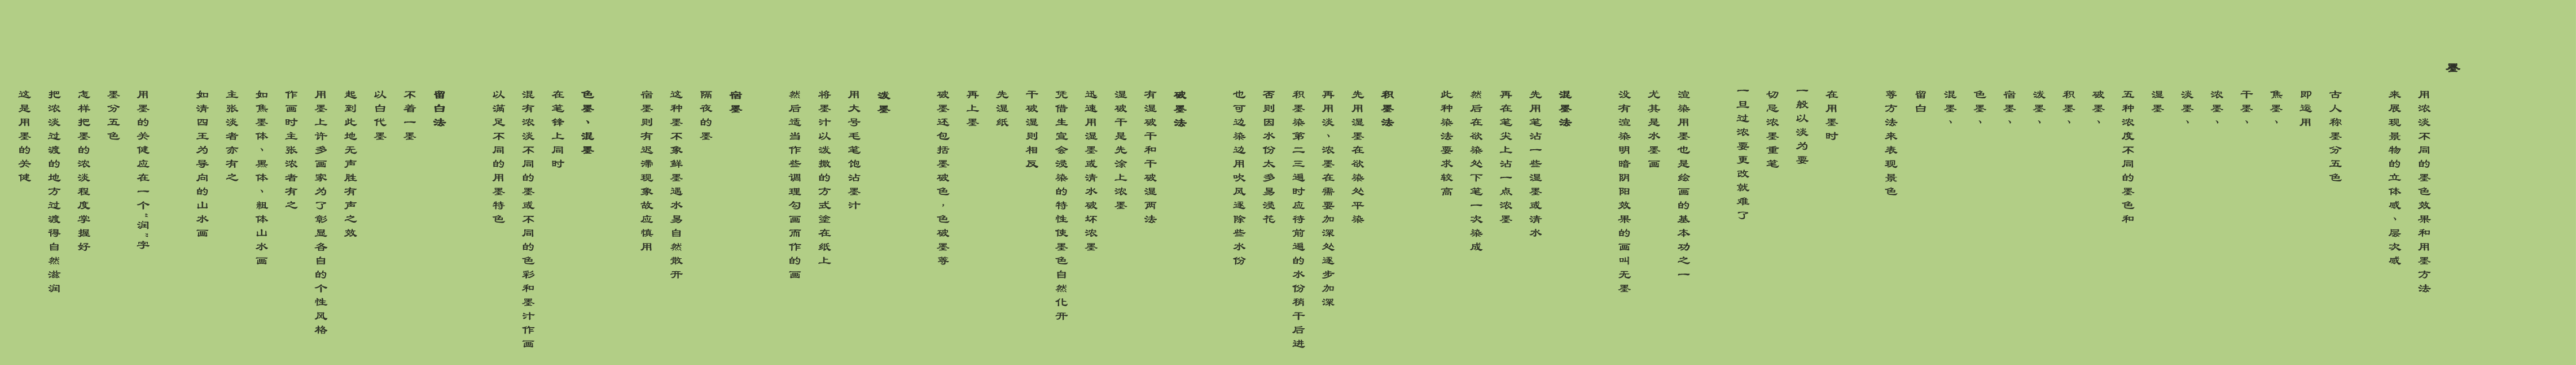 墨
用浓淡不同的墨色效果和用墨方法
来展现景物的立体感、层次感
古人称墨分五色
即运用
焦墨、
干墨、
浓墨、
淡墨、
湿墨
五种浓度不同的墨色和
破墨、
积墨、
泼墨、
宿墨、
色墨、
混墨、
留白
等方法来表现景色
在用墨时
一般以淡为要
切忌浓墨重笔
一旦过浓要更改就难了
渲染用墨也是绘画的基本功之一
尤其是水墨画
没有渲染明暗阴阳效果的画叫无墨
混墨法
先用笔沾一些湿墨或清水
再在笔尖上沾一点浓墨
然后在欲染处下笔一次染成
此种染法要求较高
积墨法
先用湿墨在欲染处平染
再用淡、浓墨在需要加深处逐步加深
积墨染第二三遍时应待前遍的水份稍干后进
否则因水份太多易浸花
也可边染边用吹风逐除些水份
破墨法
有湿破干和干破湿两法
湿破干是先涂上浓墨
迅速用湿墨或清水破坏浓墨
凭借生宣会浸染的特性使墨色自然化开
干破湿则相反
先湿纸
再上墨
破墨还包括墨破色，色破墨等
泼墨
用大号毛笔饱沾墨汁
将墨汁以泼撒的方式塗在纸上
然后适当作些调理勾画而作的画
宿墨
隔夜的墨
这种墨不象鲜墨遇水易自然散开
宿墨则有迟滞现象故应慎用
色墨、混墨
在笔锋上同时
混有浓淡不同的墨或不同的色彩和墨汁作画
以满足不同的用墨特色
留白法
不着一墨
以白代墨
起到此地无声胜有声之效
用墨上许多画家为了彰显各自的个性风格
作画时主张浓者有之
如焦墨体、黑体、粗体山水画
主张淡者亦有之
如清四王为导向的山水画
用墨的关健应在一个“润”字
墨分五色
怎样把墨的浓淡程度掌握好
把浓淡过渡的地方过渡得自然滋润
这是用墨的关健